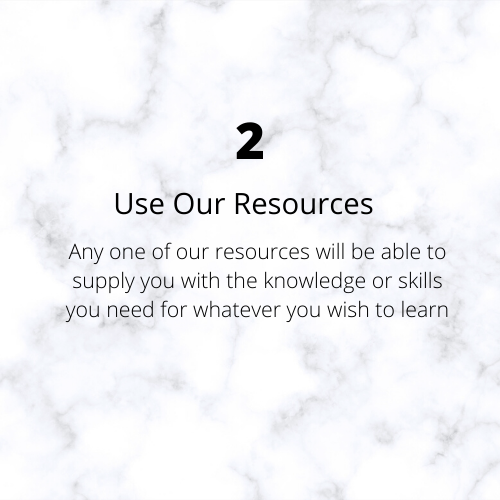 2
Use Our Resources
Any one of our resources will be able to
supply you with the knowledge or skills
you need for whatever you wish to learn